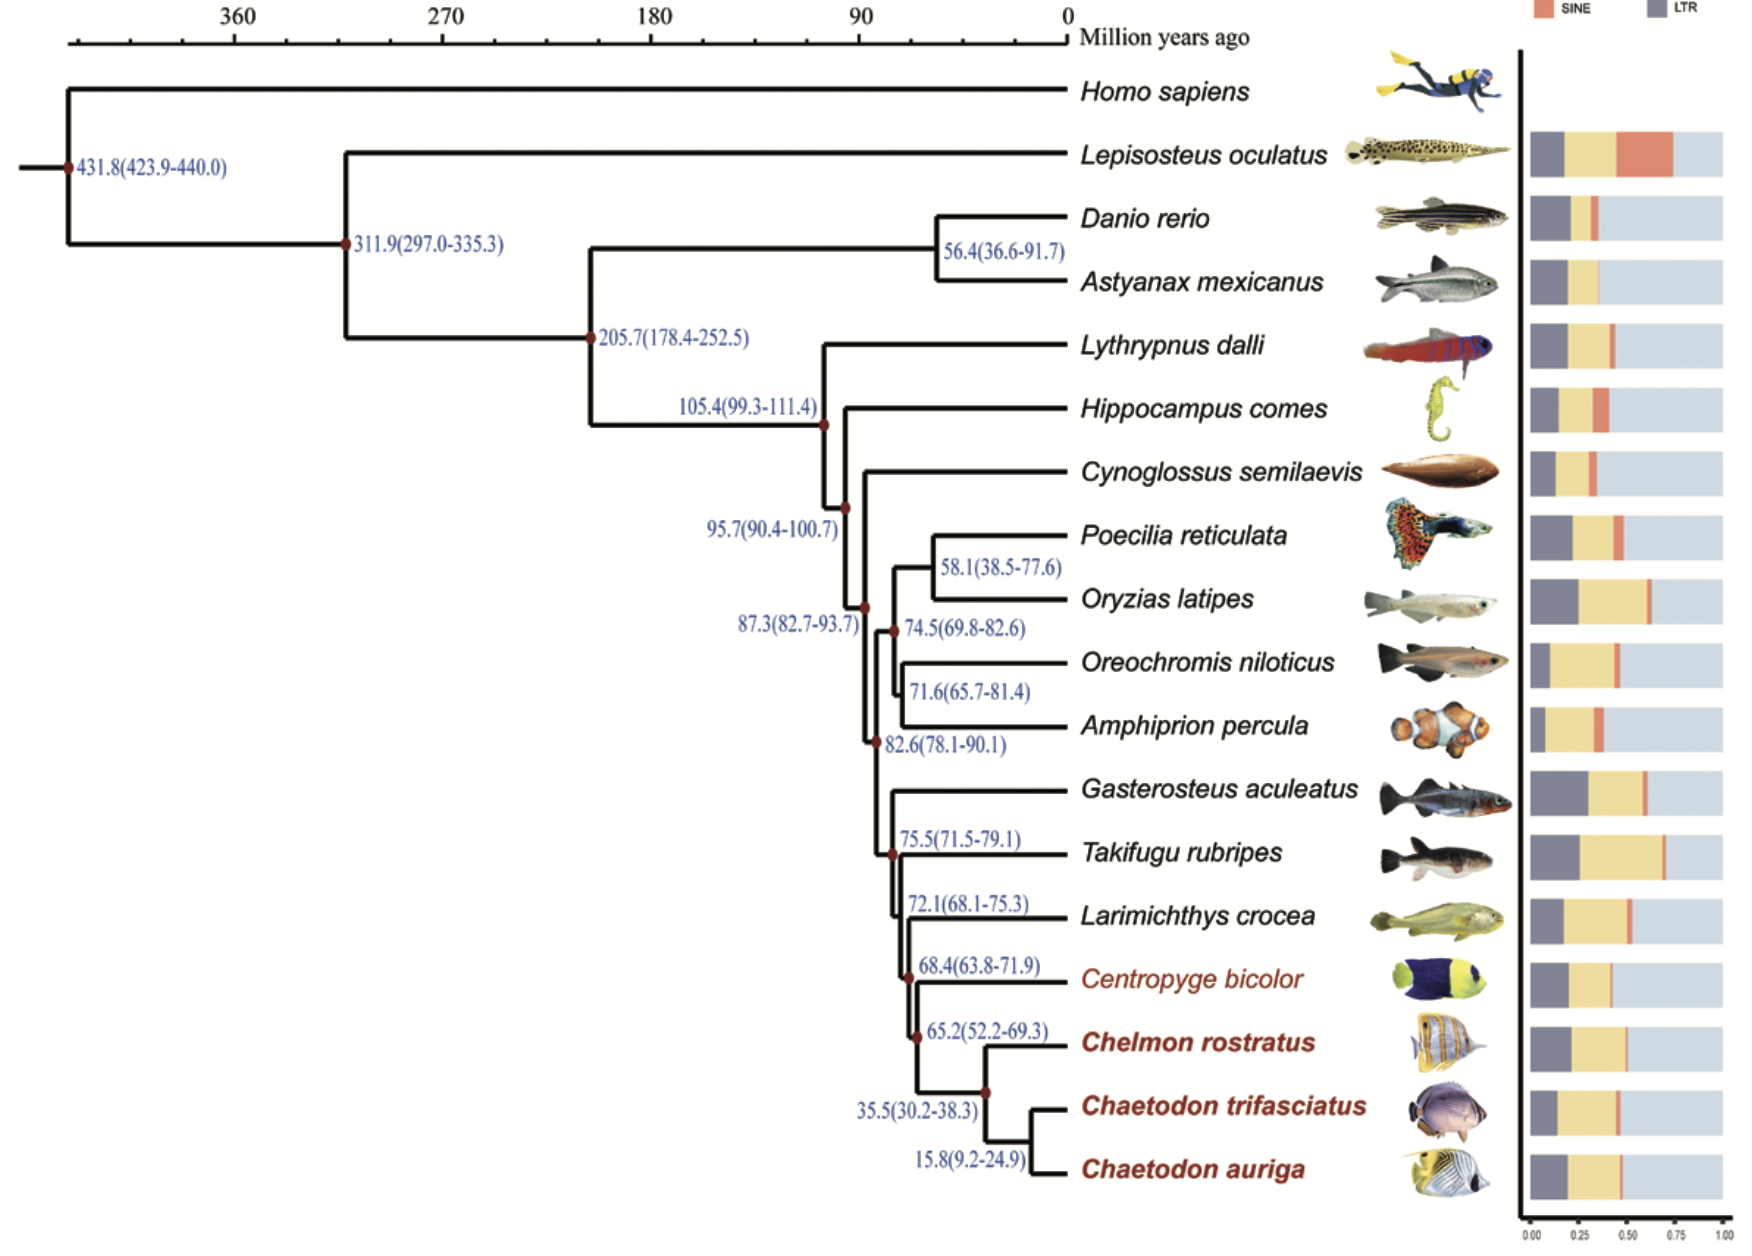 360 270 180 90 0
Million years ago
SINE LTR
Homo sapiens
431.8(423.9-440.0)
Lepisosteus oculatus
Danio rerio
311.9(297.0-335.3)
56.4(36.6-91.7)
Astyanax mexicanus
205.7(178.4-252.5)
Lythrypnus dalli
105.4(99.3-111.4)
Hippocampus comes
Cynoglossus semilaevis
95.7(90.4-100.7)
Poecilia reticulata
58.1(38.5-77.6)
Oryzias latipes
87.3(82.7-93.7)
74.5(69.8-82.6)
Oreochromis niloticus
71.6(65.7-81.4)
Amphiprion percula
82.6(78.1-90.1)
Gasterosteus aculeatus
75.5(71.5-79.1)
Takifugu rubripes
72.1(68.1-75.3)
Larimichthys crocea
68.4(63.8-71.9)
Centropyge bicolor
65.2(52.2-69.3)
Chelmon rostratus
35.5(30.2-38.3)
Chaetodon trifasciatus
15.8(9.2-24.9)
Chaetodon auriga
0.00 0.25 0.50 0.75 1.00